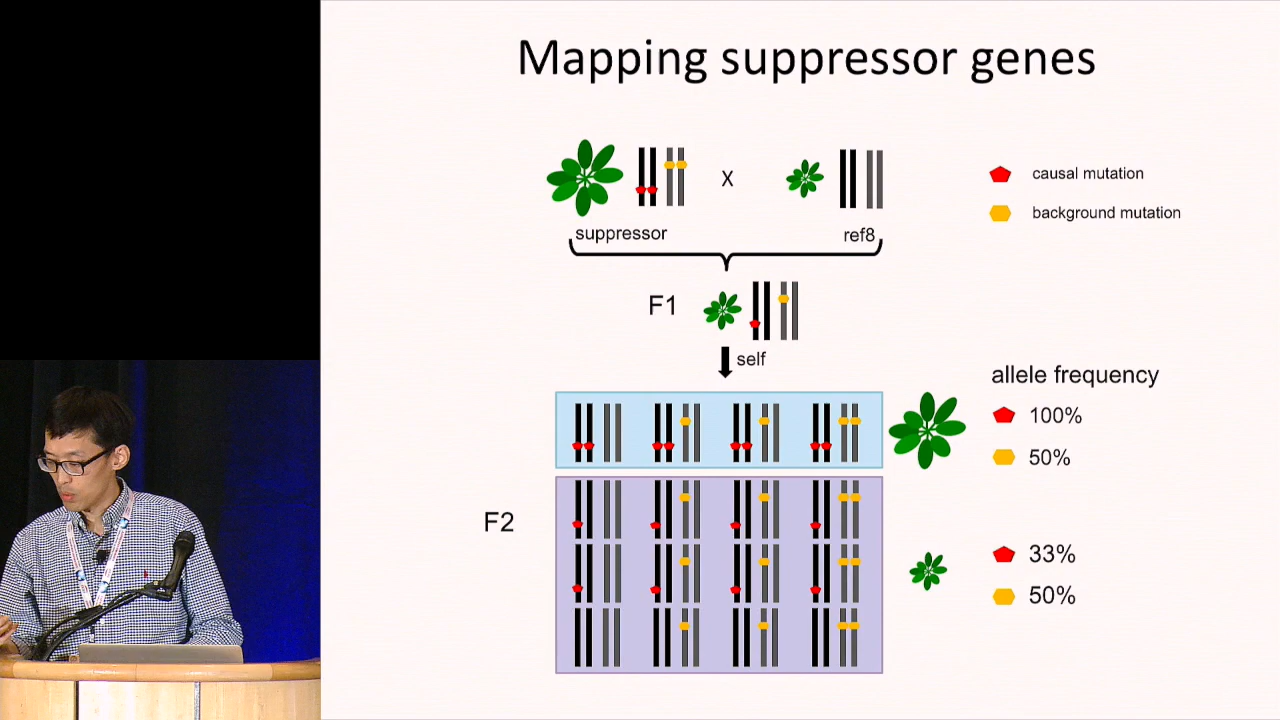 Mapping suppressor genes
X
causal mutation
background mutation
suppressor
ref8
F1
self
allele frequency
100%
50%
F2
33%
50%